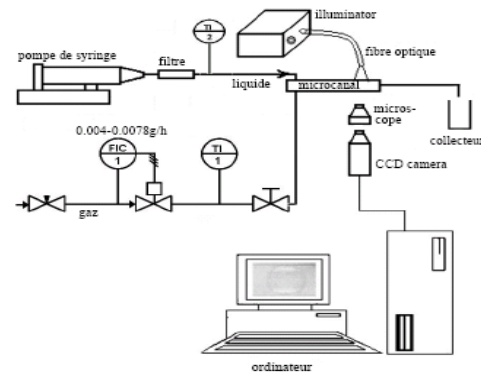 illuminator
TI
2
fibre optique
pompe de syringe
filtre
liquide
microcanal
micros-
cope
collecteur
0.004-0.0078g/h
FIC
1
TI
1
CCD camera
gaz
ordinateur